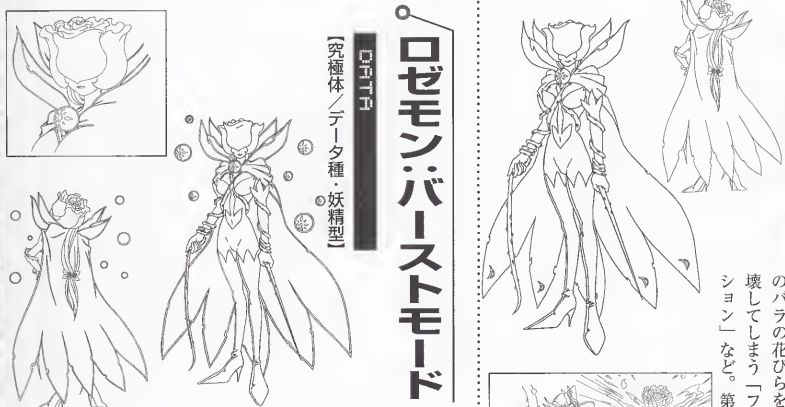 のバラの花びらを
壊してしまう「フ
ション」など。第
ロゼモン：バーストモード
DATA
【究極体／データ種・妖精型】